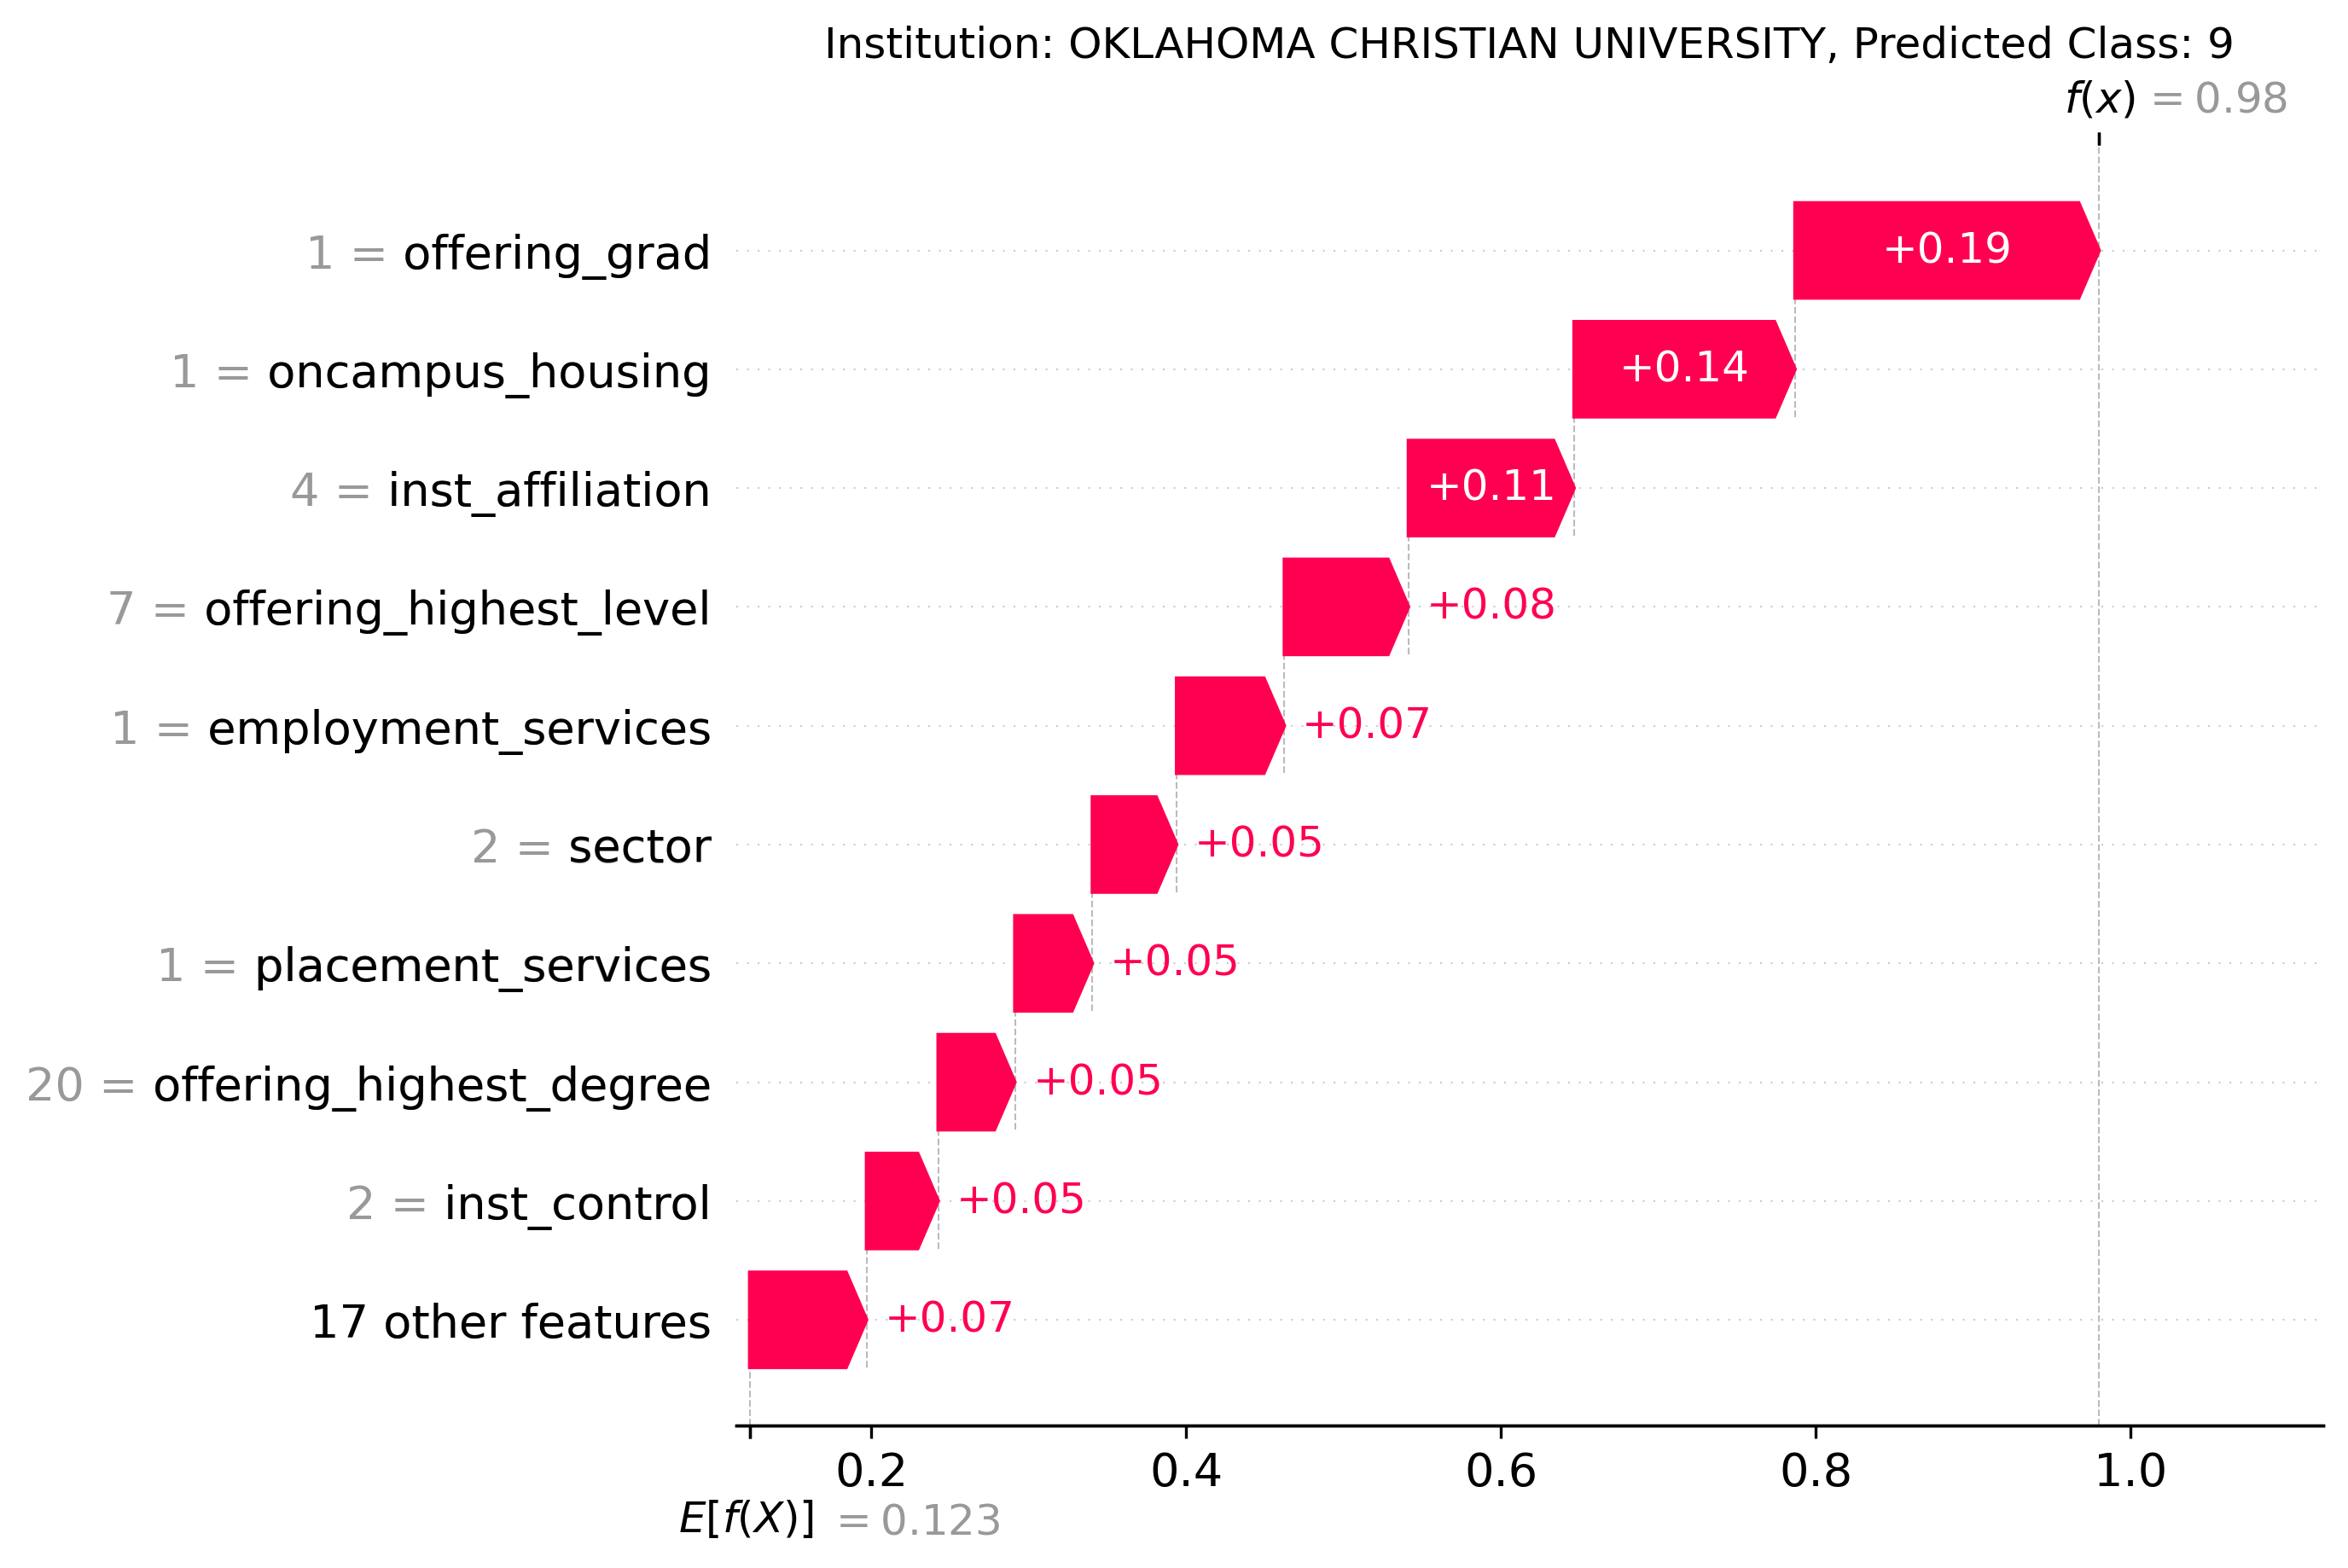 Institution: OKLAHOMA CHRISTIAN UNIVERSITY, Predicted Class: 9
f(x) = 0.98
1 = offering_grad +0.19
1 = oncampus_housing +0.14
4 = inst_affiliation +0.11
7 = offering_highest_level +0.08
1 = employment_services +0.07
2 = sector +0.05
1 = placement_services +0.05
20 = offering_highest_degree +0.05
2 = inst_control +0.05
17 other features +0.07
0.2 0.4 0.6 0.8 1.0
E[f(X)] = 0.123